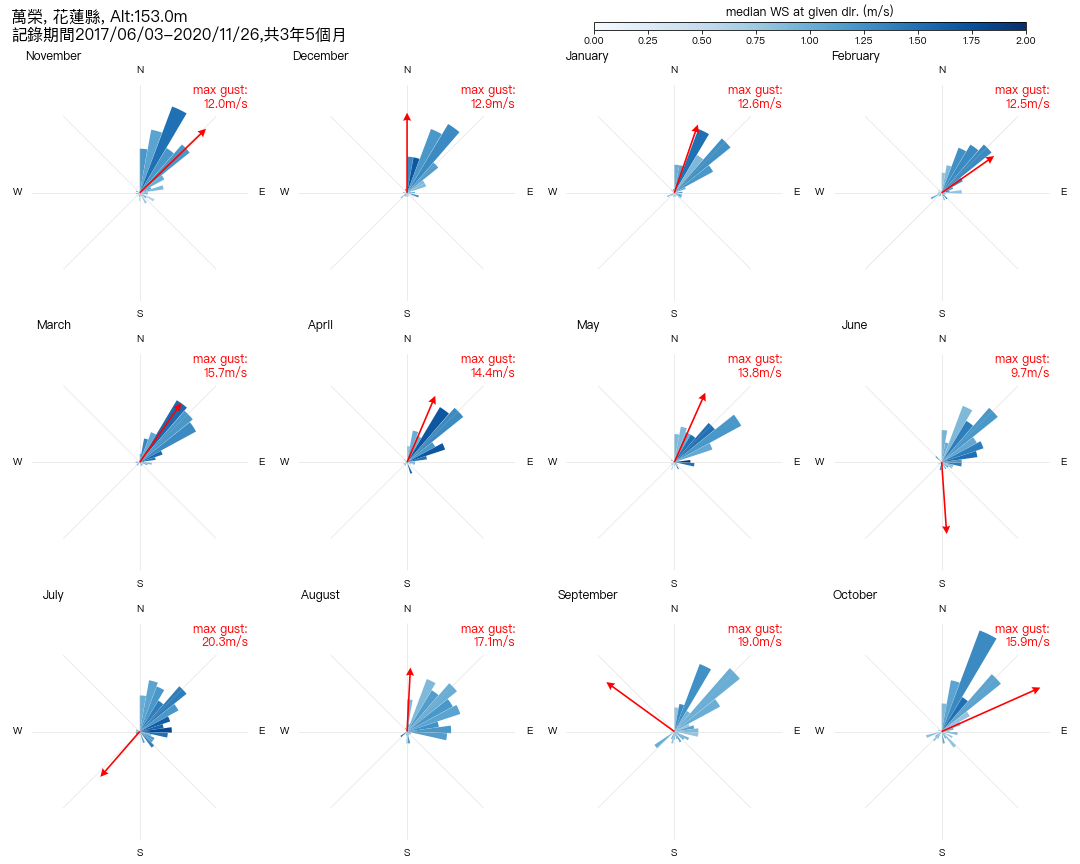 萬榮, 花蓮縣, Alt:153.0m
記錄期間2017/06/03–2020/11/26,共3年5個月
median WS at given dir. (m/s)
0.00 0.25 0.50 0.75 1.00 1.25 1.50 1.75 2.00
November
N
max gust:
12.0m/s
W
E
S
December
N
max gust:
12.9m/s
W
E
S
January
N
max gust:
12.6m/s
W
E
S
February
N
max gust:
12.5m/s
W
E
S
March
N
max gust:
15.7m/s
W
E
S
April
N
max gust:
14.4m/s
W
E
S
May
N
max gust:
13.8m/s
W
E
S
June
N
max gust:
9.7m/s
W
E
S
July
N
max gust:
20.3m/s
W
E
S
August
N
max gust:
17.1m/s
W
E
S
September
N
max gust:
19.0m/s
W
E
S
October
N
max gust:
15.9m/s
W
E
S